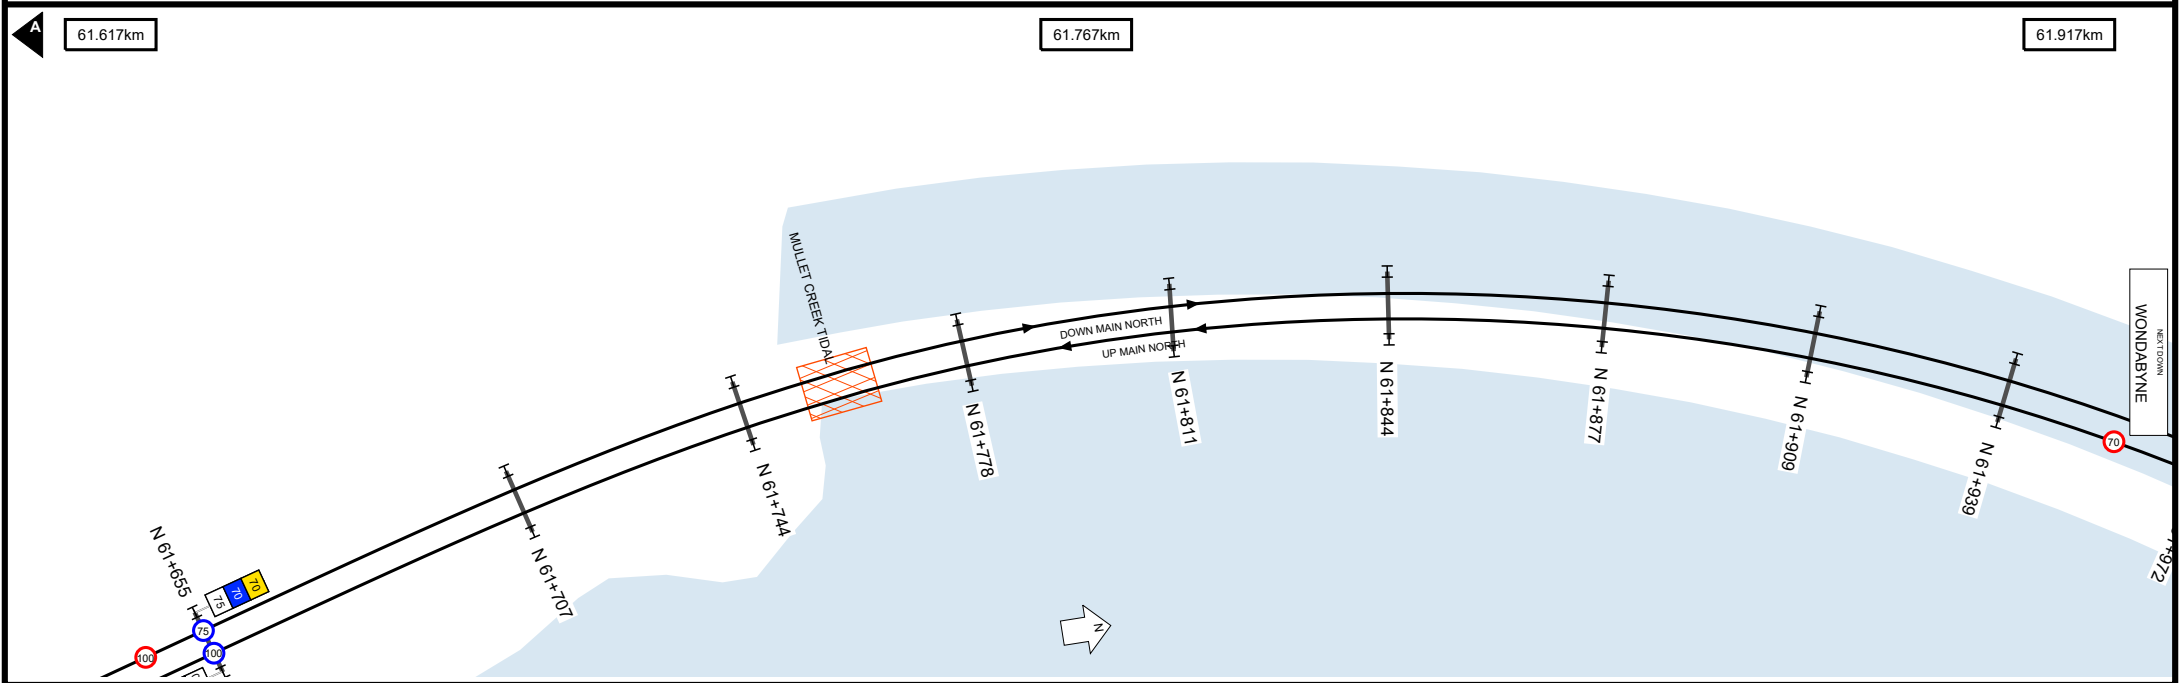 A
61.617km
61.767km
61.917km
MULLET CREEK TIDAL
DOWN MAIN NORTH
UP MAIN NORTH
NEXT DOWN
WONDABYNE
N 61+655
N 61+707
N 61+744
N 61+778
N 61+811
N 61+844
N 61+877
N 61+909
N 61+939
+972
75
70
70
75
100
100
70
N